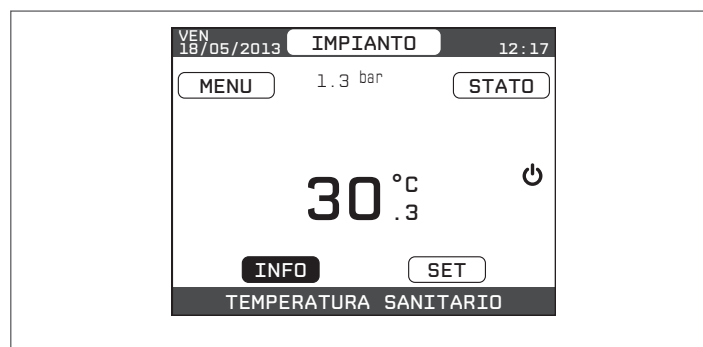 VEN
18/05/2013 IMPIANTO 12:17
MENU 1.3 bar STATO
30 °C
.3
INFO SET
TEMPERATURA SANITARIO